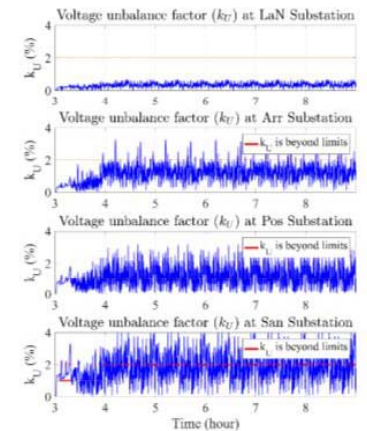 Voltage unbalance factor (k_U) at LaN Substation
4
2
0
k_U (%)
3 4 5 6 7 8
Voltage unbalance factor (k_U) at Arr Substation
4
2
0
k_U (%)
k_U is beyond limits
3 4 5 6 7 8
Voltage unbalance factor (k_U) at Pos Substation
4
2
0
k_U (%)
k_U is beyond limits
3 4 5 6 7 8
Voltage unbalance factor (k_U) at San Substation
4
2
0
k_U (%)
k_U is beyond limits
3 4 5 6 7 8
Time (hour)